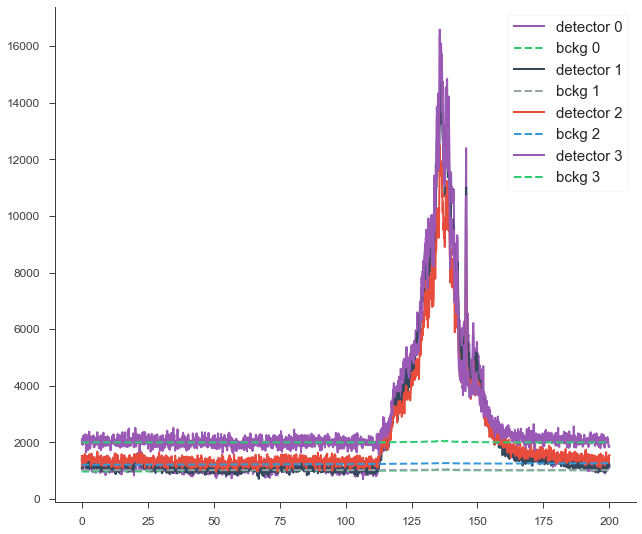 detector 0
bckg 0
detector 1
bckg 1
detector 2
bckg 2
detector 3
bckg 3
16000
14000
12000
10000
8000
6000
4000
2000
0
0 25 50 75 100 125 150 175 200